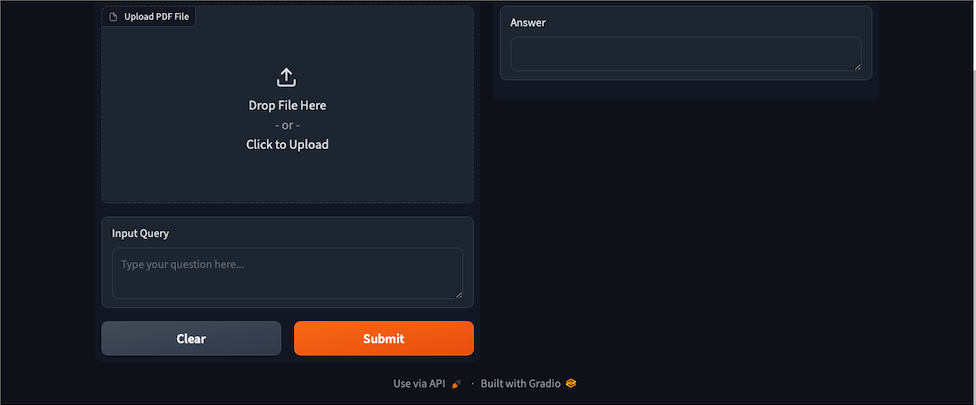 Upload PDF File
Drop File Here
- or -
Click to Upload
Input Query
Type your question here...
Clear
Submit
Answer
Use via API · Built with Gradio